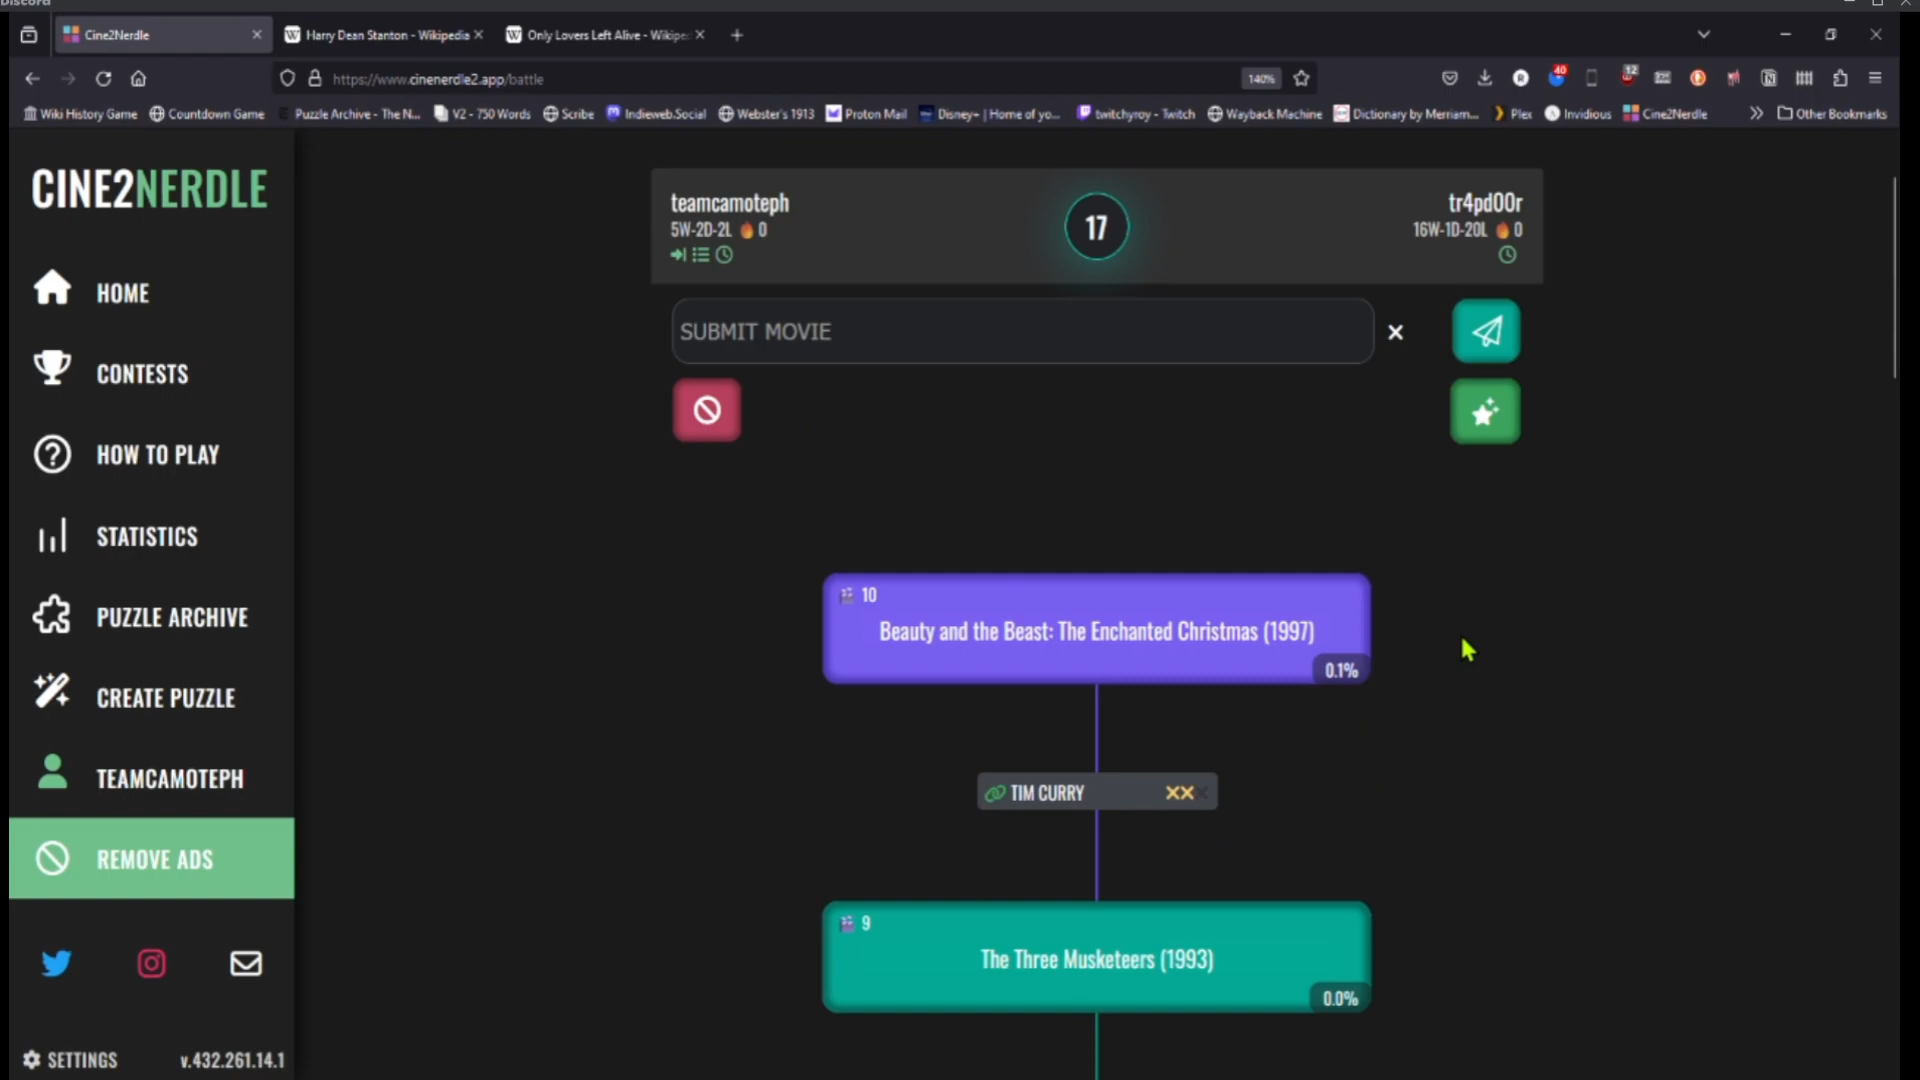 Discord
Cine2Nerdle
Harry Dean Stanton - Wikipedia
Only Lovers Left Alive - Wikipe
https://www.cinenerdle2.app/battle
140%
40
12
Wiki History Game
Countdown Game
Puzzle Archive - The N...
V2 - 750 Words
Scribe
Indieweb.Social
Webster's 1913
Proton Mail
Disney+ | Home of yo...
twitchyroy - Twitch
Wayback Machine
Dictionary by Merriam...
Plex
Invidious
Cine2Nerdle
Other Bookmarks
CINE2NERDLE
HOME
CONTESTS
HOW TO PLAY
STATISTICS
PUZZLE ARCHIVE
CREATE PUZZLE
TEAMCAMOTEPH
REMOVE ADS
SETTINGS
v.432.261.14.1
teamcamoteph
5W-2D-2L 0
17
tr4pd00r
16W-1D-20L 0
SUBMIT MOVIE
10
Beauty and the Beast: The Enchanted Christmas (1997)
0.1%
TIM CURRY
9
The Three Musketeers (1993)
0.0%